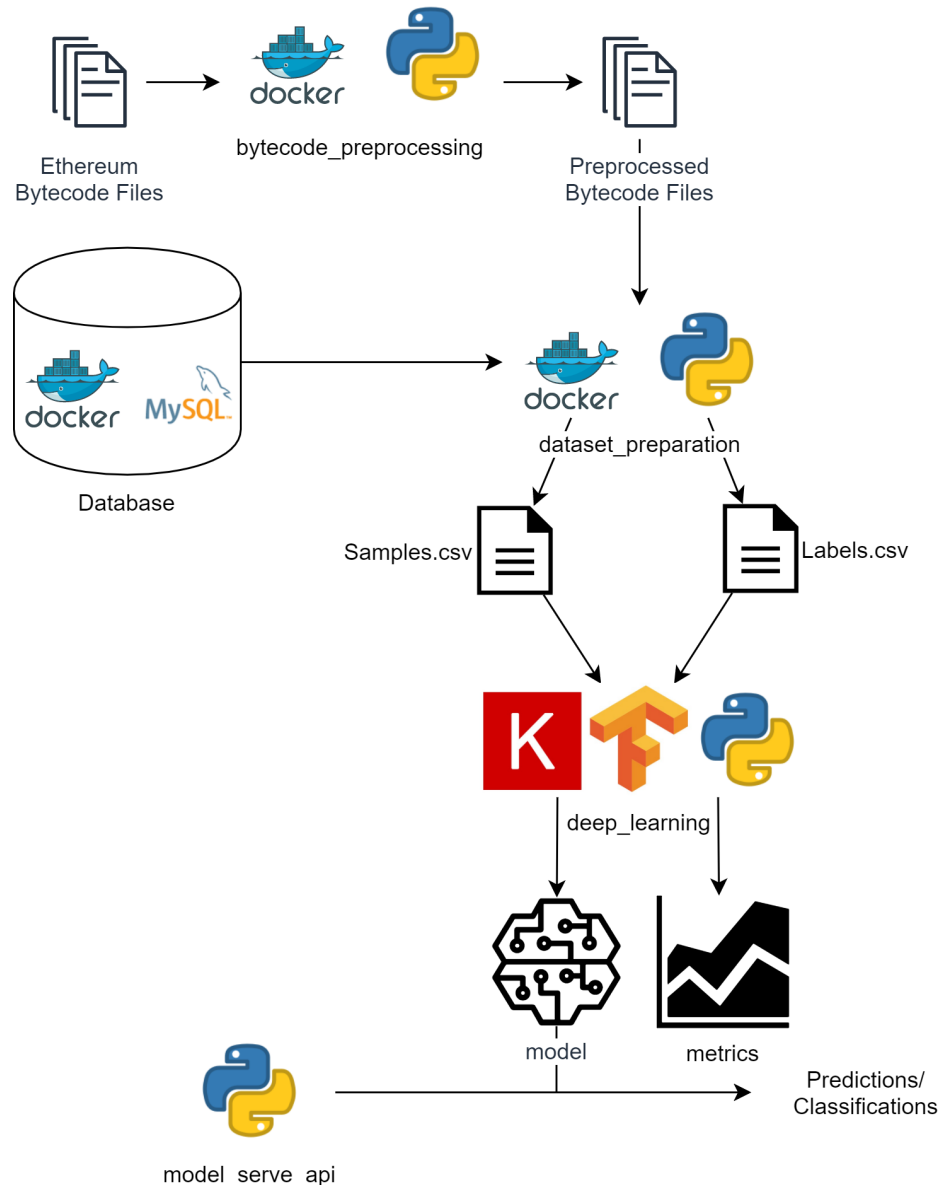 docker
bytecode_preprocessing
Ethereum
Bytecode Files
Preprocessed
Bytecode Files
docker
MySQL™
Database
docker
dataset_preparation
Samples.csv
Labels.csv
K
deep_learning
model
metrics
Predictions/
Classifications
model_serve_api